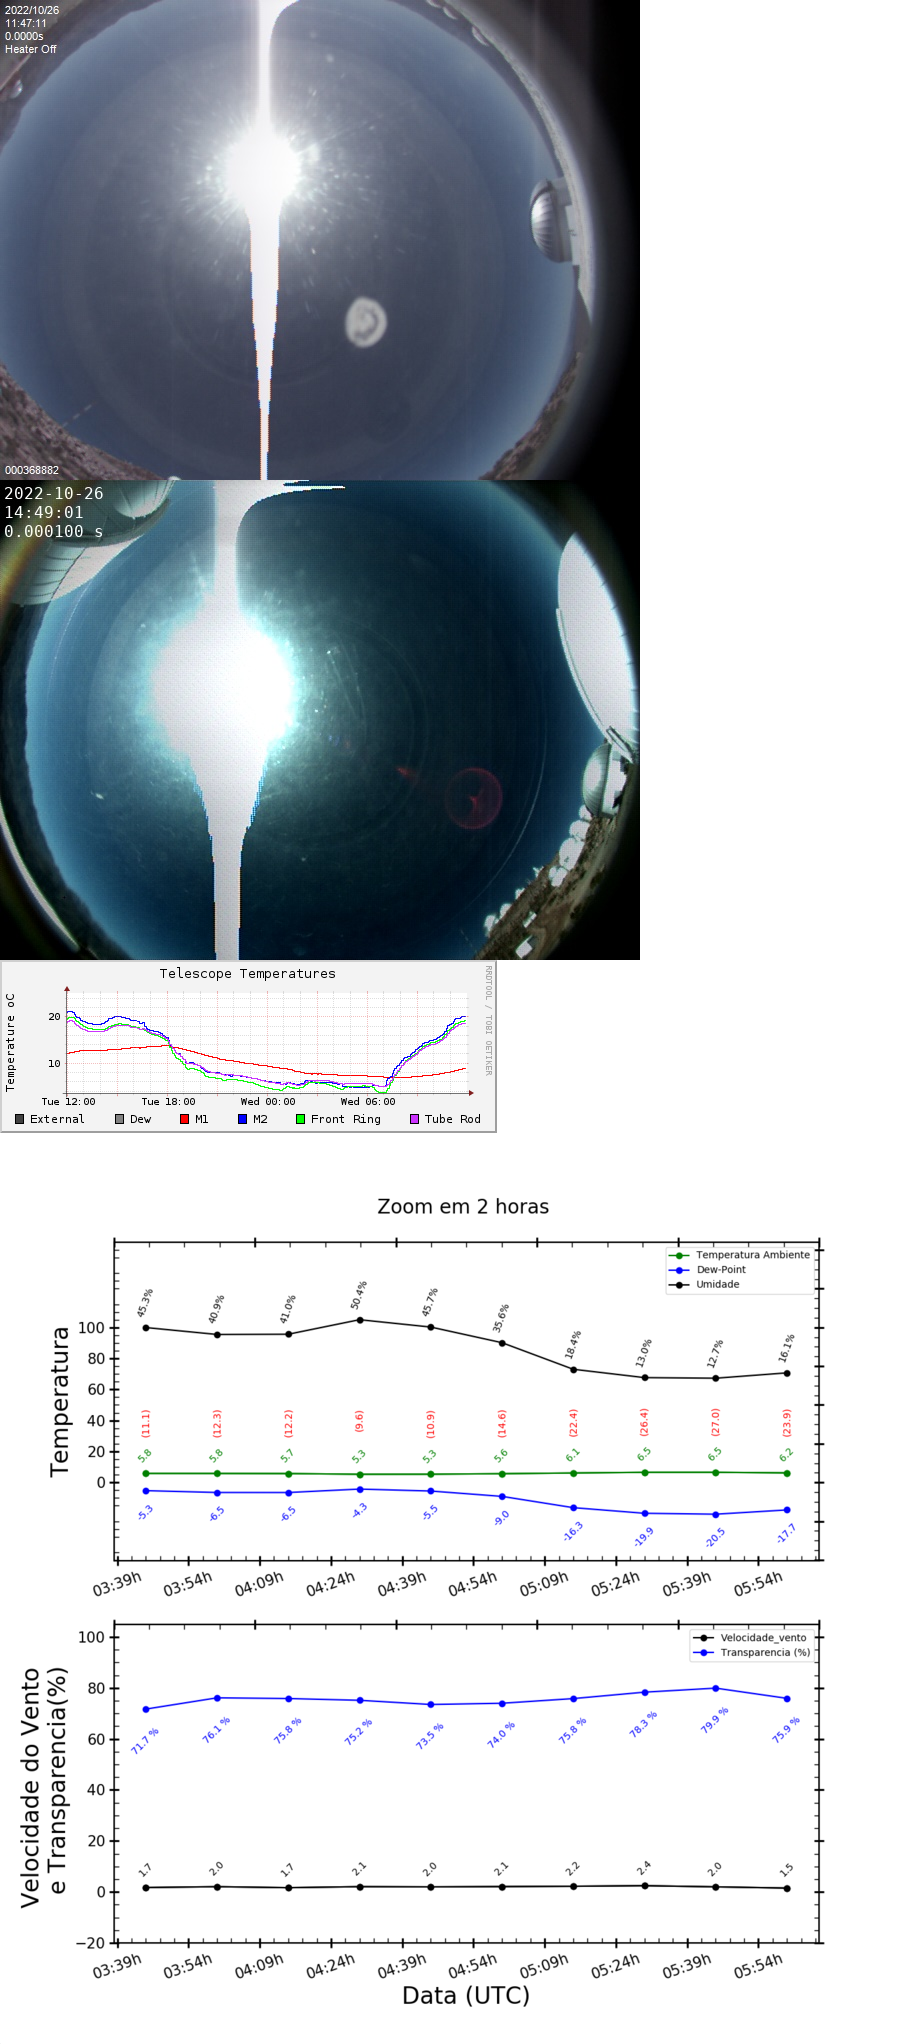 2022/10/26
11:47:11
0.0000s
Heater Off
000368882
2022-10-26
14:49:01
0.000100 s
Telescope Temperatures
RRDTOOL / TOBI OETIKER
Temperature oC
20
10
Tue 12:00 Tue 18:00 Wed 00:00 Wed 06:00
External Dew M1 M2 Front Ring Tube Rod
Zoom em 2 horas
Temperatura Ambiente
Dew-Point
Umidade
Temperatura
100
80
60
40
20
0
45.3% 40.9% 41.0% 50.4% 45.7% 35.6% 18.4% 13.0% 12.7% 16.1%
(11.1) (12.3) (12.2) (9.6) (10.9) (14.6) (22.4) (26.4) (27.0) (23.9)
5.8 5.8 5.7 5.3 5.3 5.6 6.1 6.5 6.5 6.2
-5.3 -6.5 -6.5 -4.3 -5.5 -9.0 -16.3 -19.9 -20.5 -17.7
03:39h 03:54h 04:09h 04:24h 04:39h 04:54h 05:09h 05:24h 05:39h 05:54h
Velocidade_vento
Transparencia (%)
Velocidade do Vento
e Transparencia(%)
100
80
60
40
20
0
−20
71.7 % 76.1 % 75.8 % 75.2 % 73.5 % 74.0 % 75.8 % 78.3 % 79.9 % 75.9 %
1.7 2.0 1.7 2.1 2.0 2.1 2.2 2.4 2.0 1.5
03:39h 03:54h 04:09h 04:24h 04:39h 04:54h 05:09h 05:24h 05:39h 05:54h
Data (UTC)